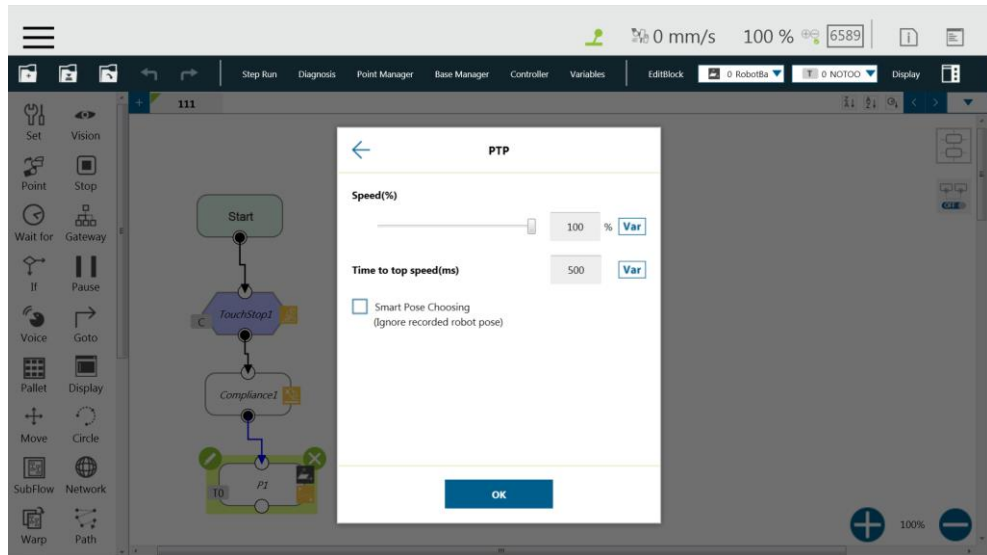 0 mm/s 100 % 6589
Step Run Diagnosis Point Manager Base Manager Controller Variables EditBlock 0 RobotBa T 0 NOTOO Display
+ 111
Set Vision
Point Stop
Wait for Gateway
If Pause
Voice Goto
Pallet Display
Move Circle
SubFlow Network
Warp Path
Start
C TouchStop1
Compliance1
T0 P1
PTP
Speed(%)
100 % Var
Time to top speed(ms) 500 Var
Smart Pose Choosing
(Ignore recorded robot pose)
OK
OFF
100%